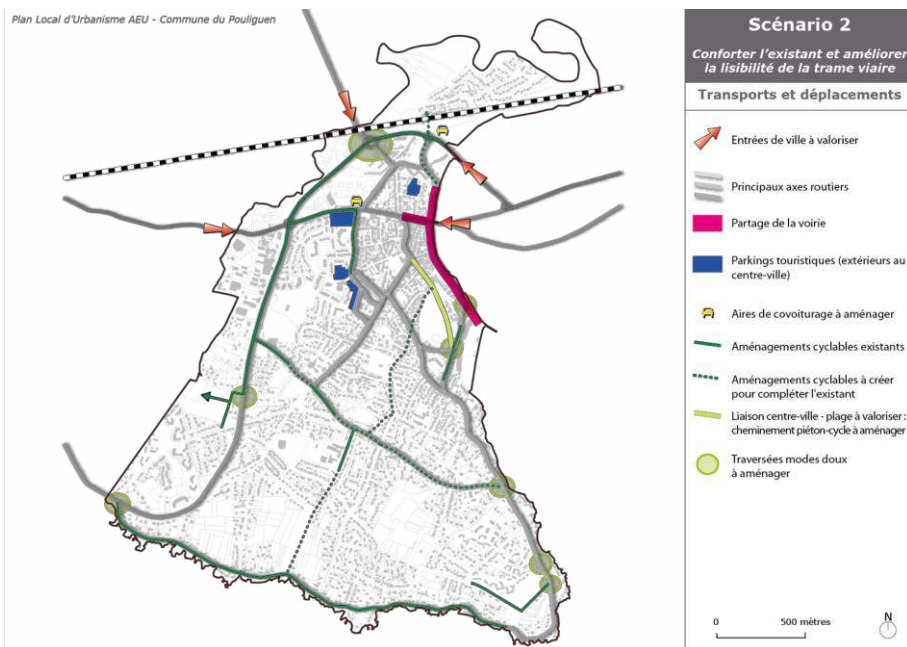 Plan Local d'Urbanisme AEU - Commune du Pouliguen
Scénario 2
Conforter l'existant et améliorer
la lisibilité de la trame viaire
Transports et déplacements
Entrées de ville à valoriser
Principaux axes routiers
Partage de la voirie
Parkings touristiques (extérieurs au
centre-ville)
Aires de covoiturage à aménager
Aménagements cyclables existants
Aménagements cyclables à créer
pour compléter l'existant
Liaison centre-ville - plage à valoriser :
cheminement piéton-cycle à aménager
Traversées modes doux
à aménager
0 500 mètres
N